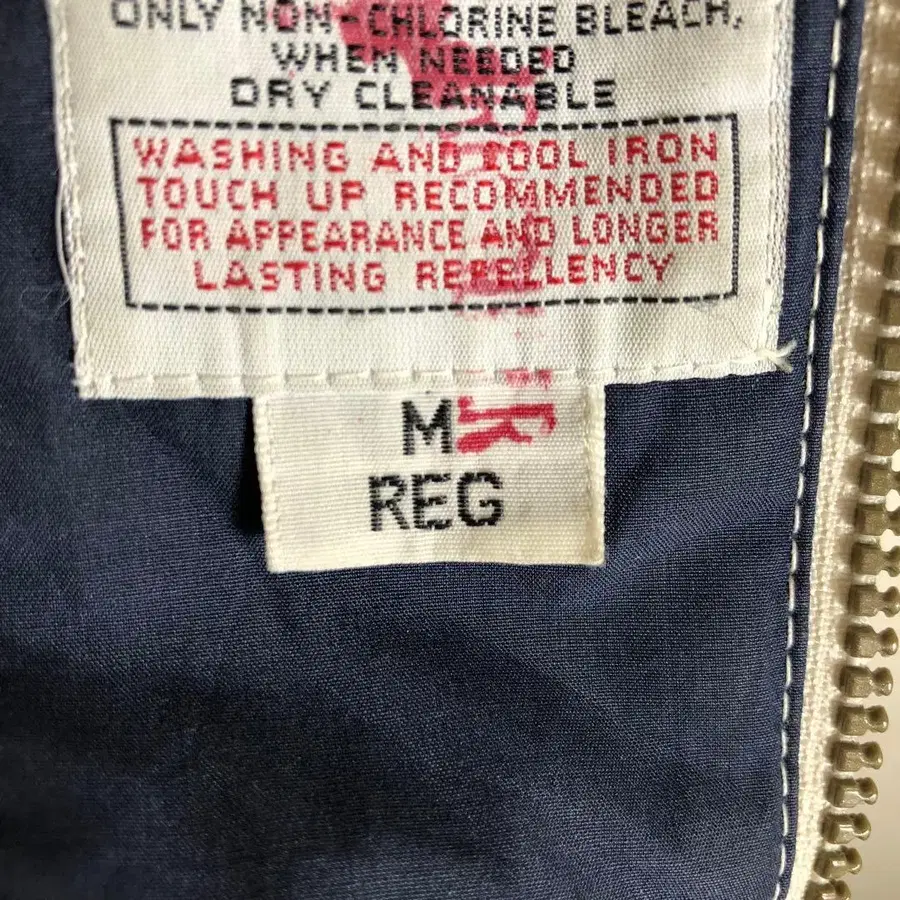 ONLY NON-CHLORINE BLEACH,
WHEN NEEDED
DRY CLEANABLE
WASHING AND COOL IRON
TOUCH UP RECOMMENDED
FOR APPEARANCE AND LONGER
LASTING REPELLENCY
M
REG